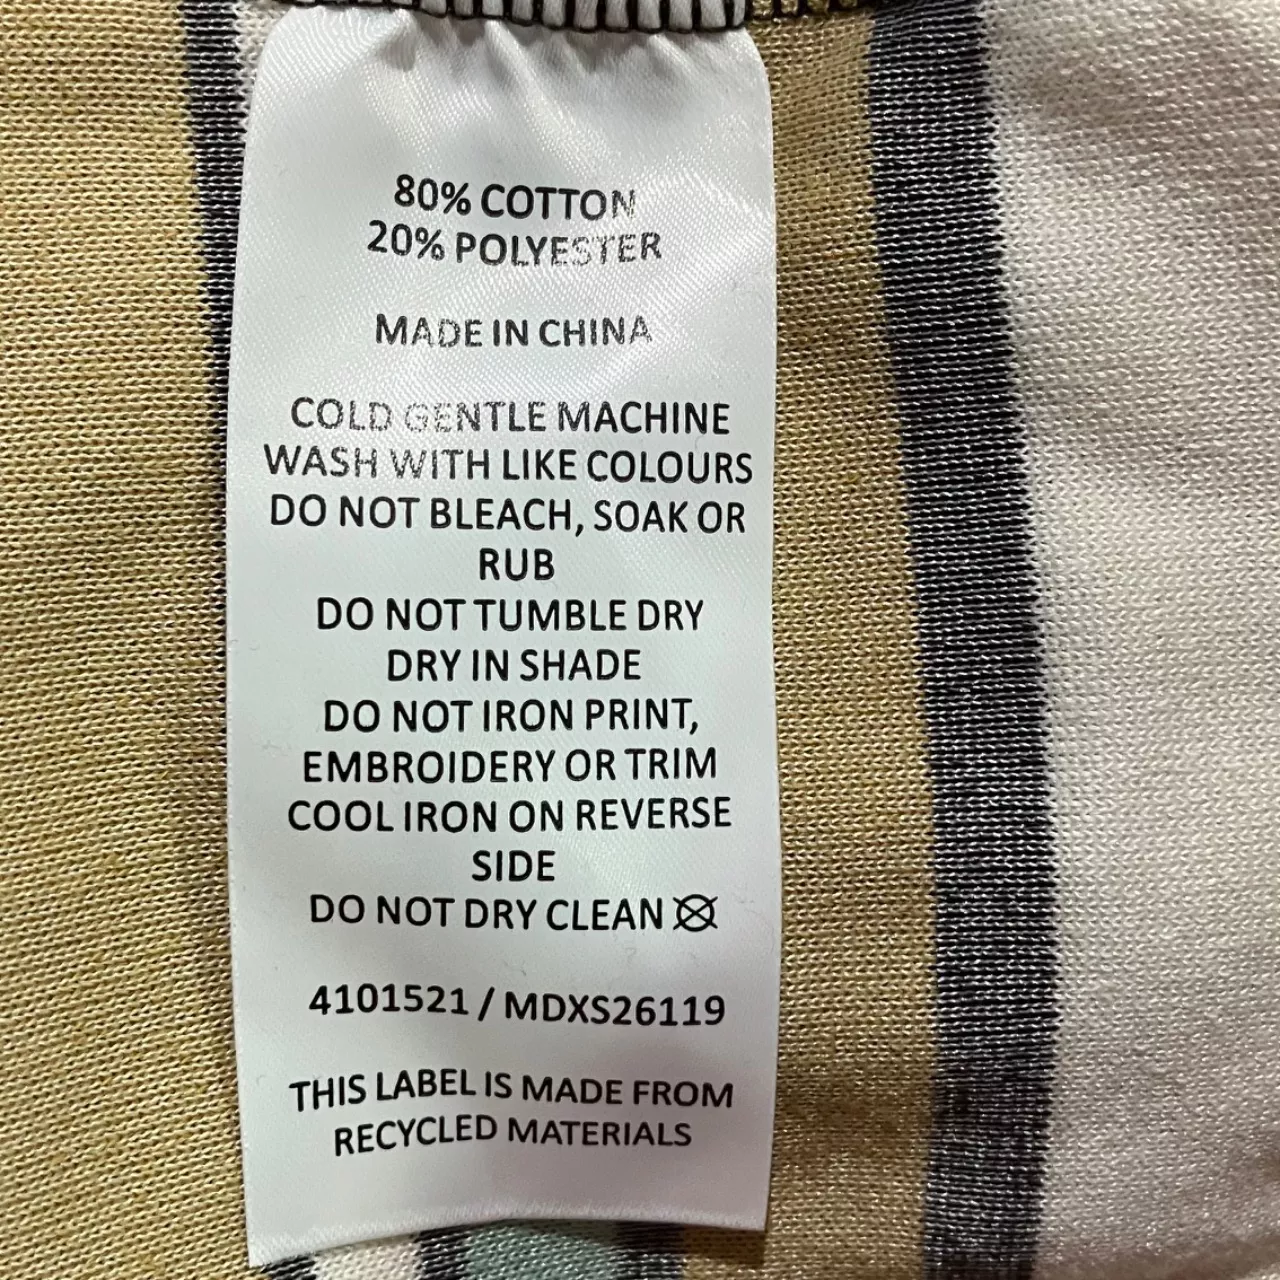 80% COTTON
20% POLYESTER
MADE IN CHINA
COLD GENTLE MACHINE
WASH WITH LIKE COLOURS
DO NOT BLEACH, SOAK OR
RUB
DO NOT TUMBLE DRY
DRY IN SHADE
DO NOT IRON PRINT,
EMBROIDERY OR TRIM
COOL IRON ON REVERSE
SIDE
DO NOT DRY CLEAN
4101521 / MDXS26119
THIS LABEL IS MADE FROM
RECYCLED MATERIALS